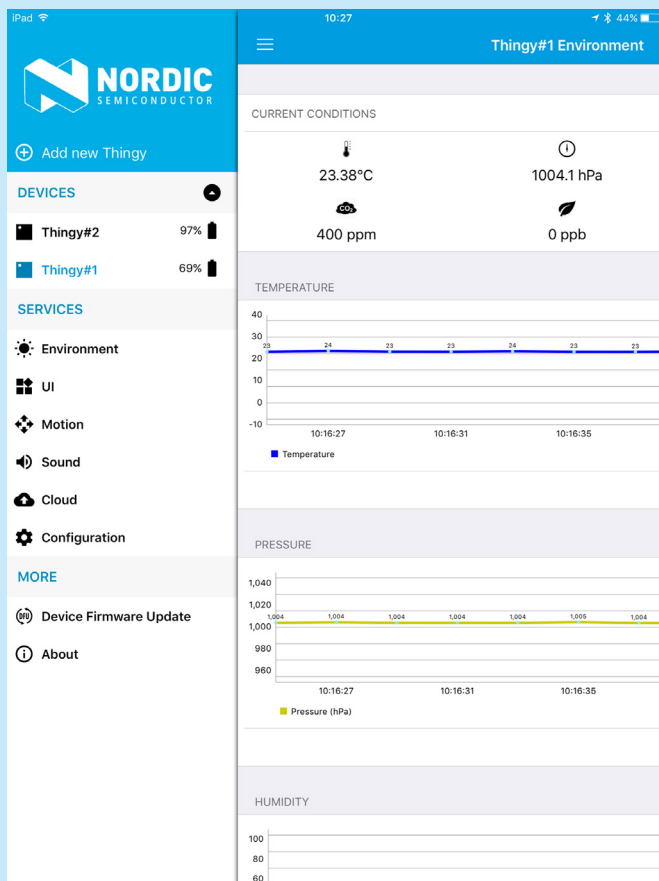 iPad
10:27
44%
NORDIC
SEMICONDUCTOR
Add new Thingy
DEVICES
Thingy#2
97%
Thingy#1
69%
SERVICES
Environment
UI
Motion
Sound
Cloud
Configuration
MORE
DFU
Device Firmware Update
About
Thingy#1 Environment
CURRENT CONDITIONS
23.38°C
1004.1 hPa
CO₂
400 ppm
0 ppb
TEMPERATURE
40
30
23 24 23 23 24 23 23
20
10
0
-10
10:16:27 10:16:31 10:16:35
Temperature
PRESSURE
1,040
1,020
1,004 1,004 1,004 1,004 1,004 1,005 1,004
1,000
980
960
10:16:27 10:16:31 10:16:35
Pressure (hPa)
HUMIDITY
100
80
60